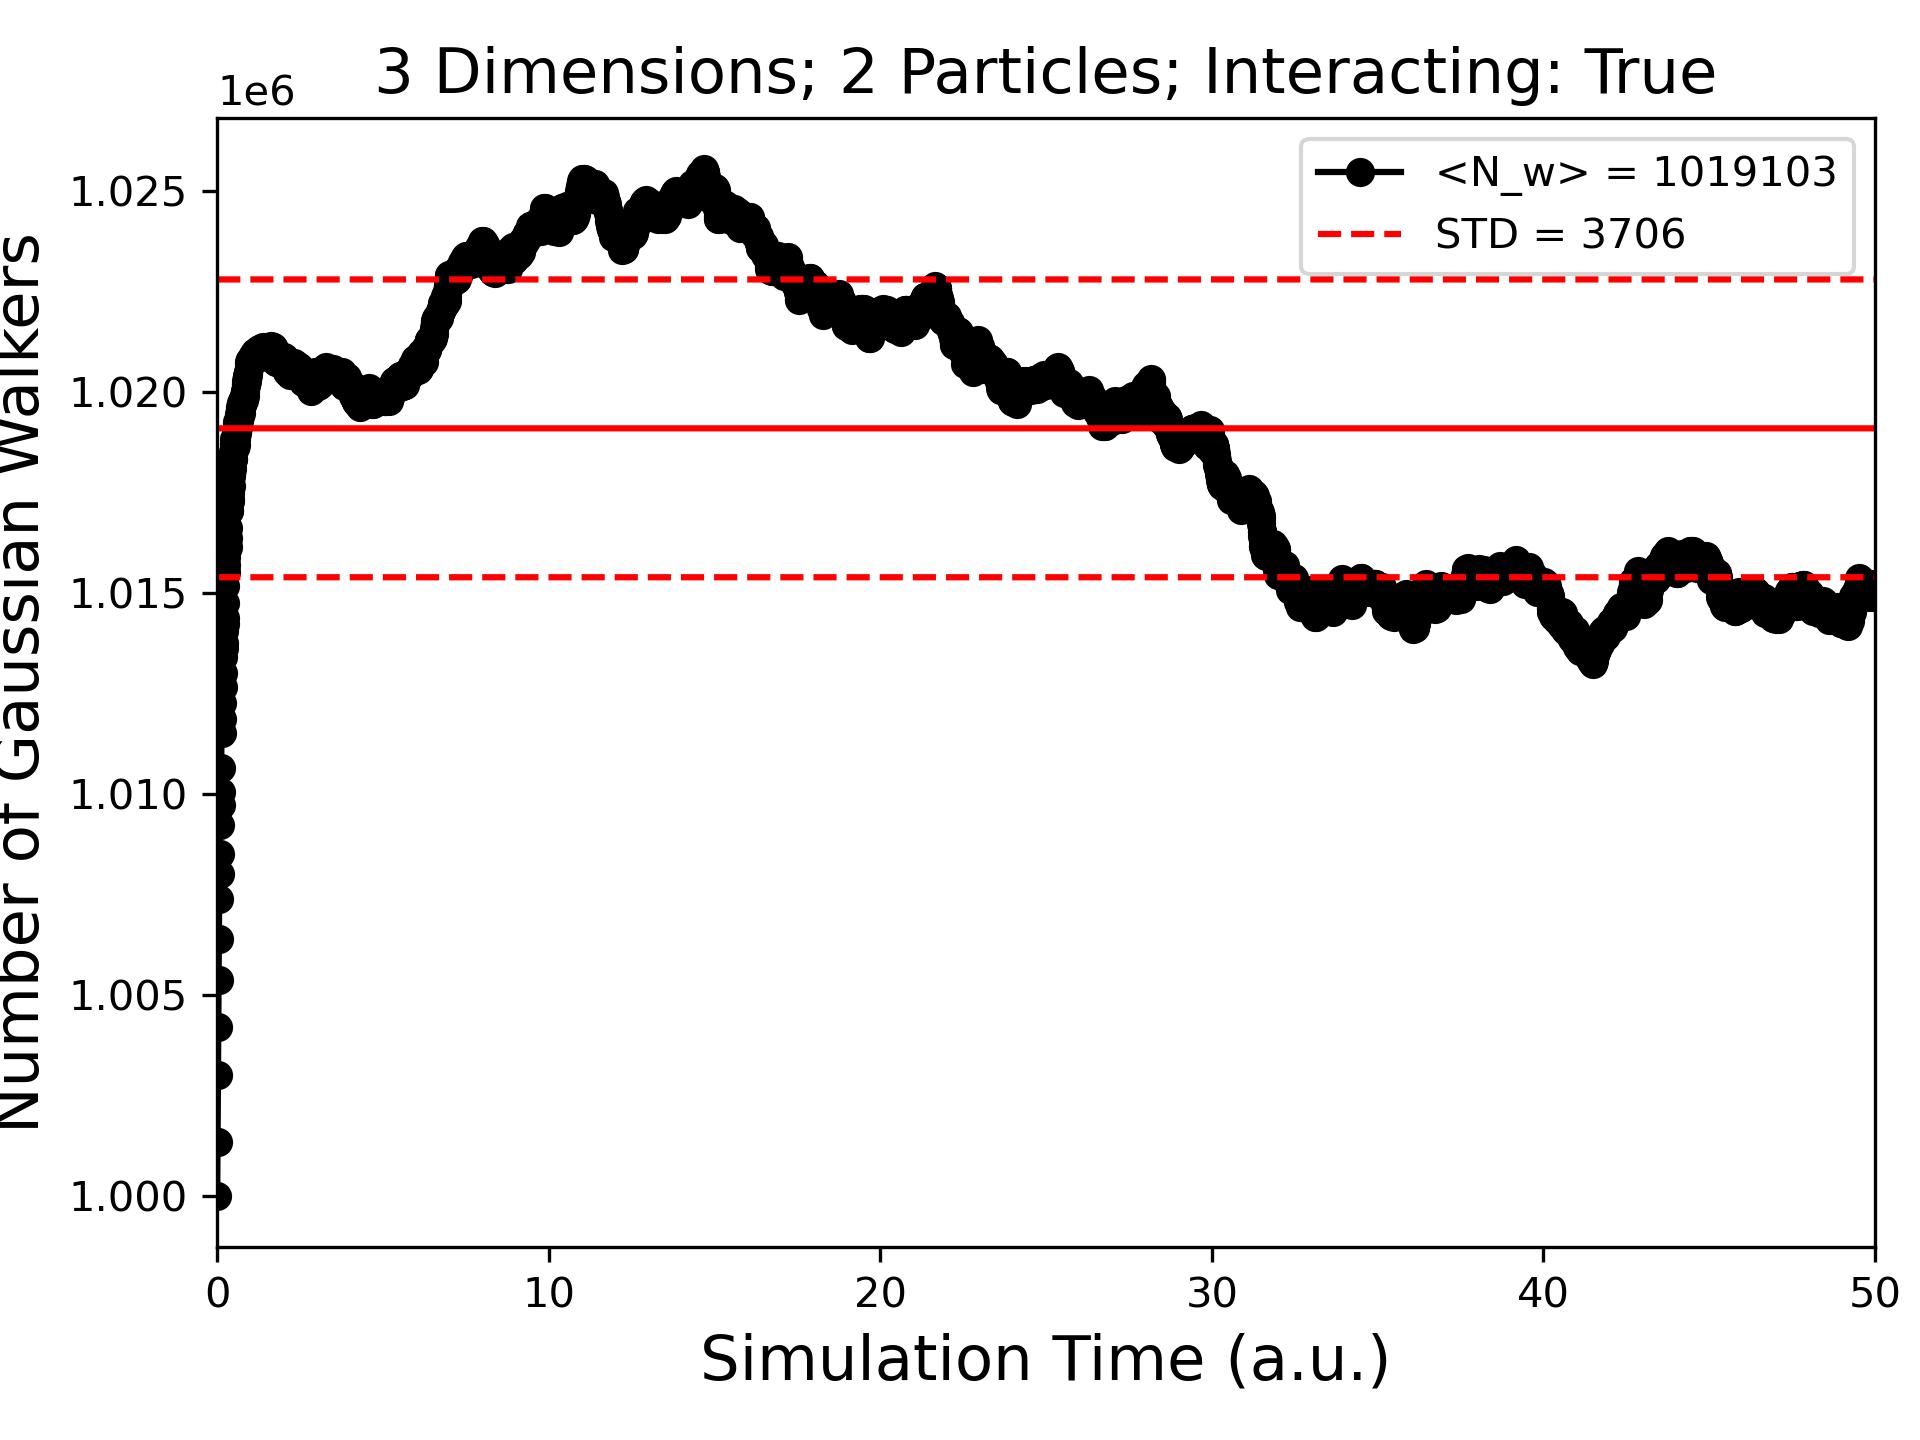 3 Dimensions; 2 Particles; Interacting: True
1e6
<N_w> = 1019103
STD = 3706
1.025
1.020
1.015
1.010
1.005
1.000
Number of Gaussian Walkers
0 10 20 30 40 50
Simulation Time (a.u.)